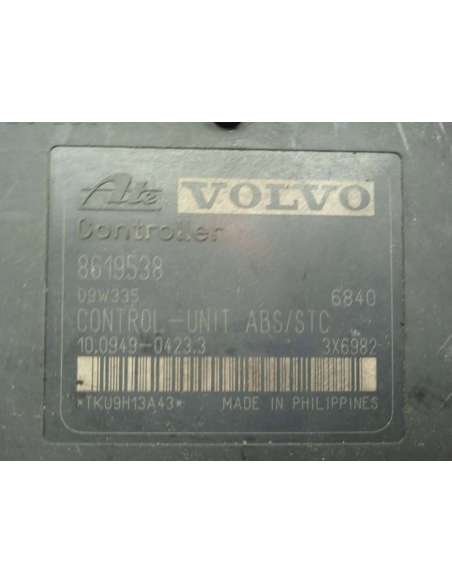 Ate VOLVO
Controller
8619538
09W335 6840
CONTROL-UNIT ABS/STC
10.0949-0423.3 3X6982
*TKU9H13A43* MADE IN PHILIPPINES